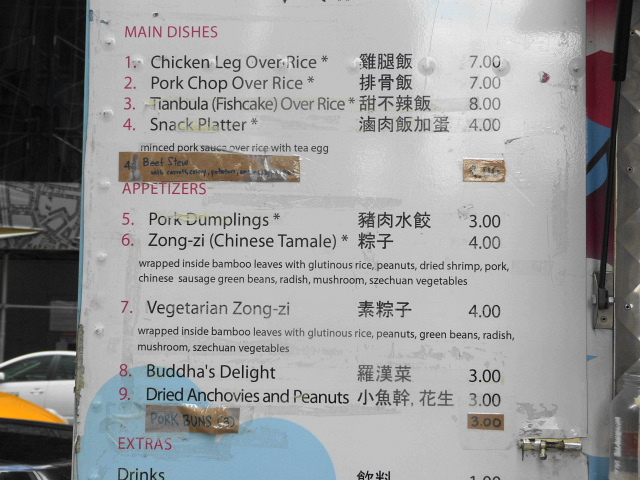 MAIN DISHES
1. Chicken Leg Over Rice * 雞腿飯 7.00
2. Pork Chop Over Rice * 排骨飯 7.00
3. Tianbula (Fishcake) Over Rice * 甜不辣飯 8.00
4. Snack Platter * 滷肉飯加蛋 4.00
minced pork sauce over rice with tea egg
Beef Stew
with carrots,
APPETIZERS
5. Pork Dumplings * 豬肉水餃 3.00
6. Zong-zi (Chinese Tamale) * 粽子 4.00
wrapped inside bamboo leaves with glutinous rice, peanuts, dried shrimp, pork,
chinese sausage green beans, radish, mushroom, szechuan vegetables
7. Vegetarian Zong-zi 素粽子 4.00
wrapped inside bamboo leaves with glutinous rice, peanuts, green beans, radish,
mushroom, szechuan vegetables
8. Buddha's Delight 羅漢菜 3.00
9. Dried Anchovies and Peanuts 小魚幹, 花生 3.00
PORK BUNS (3) 3.00
EXTRAS
Drinks 飲料 1.00